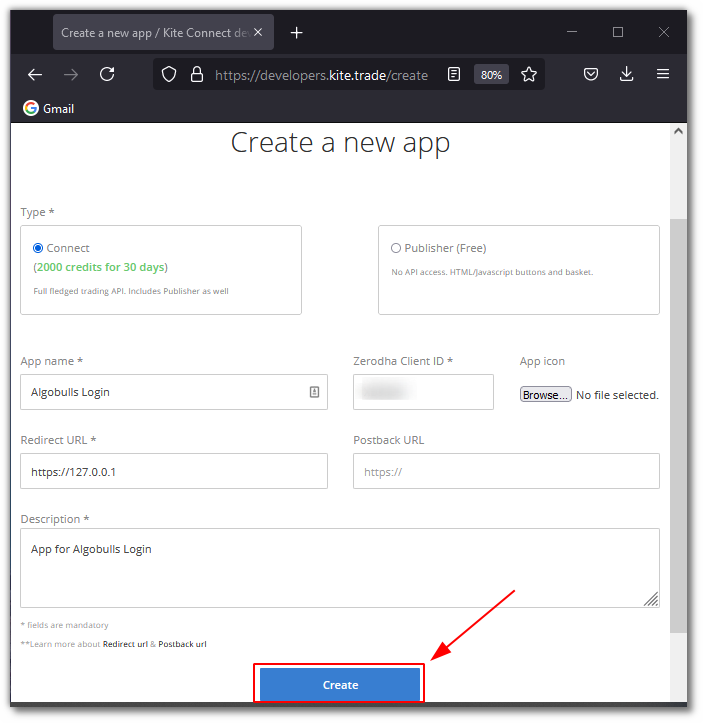 Create a new app / Kite Connect dev
https://developers.kite.trade/create
80%
Gmail
Create a new app
Type *
Connect
(2000 credits for 30 days)
Full fledged trading API. Includes Publisher as well
Publisher (Free)
No API access. HTML/Javascript buttons and basket.
App name *
Zerodha Client ID *
App icon
Algobulls Login
Browse... No file selected.
Redirect URL *
Postback URL
https://127.0.0.1
https://
Description *
App for Algobulls Login
* fields are mandatory
**Learn more about Redirect url & Postback url
Create